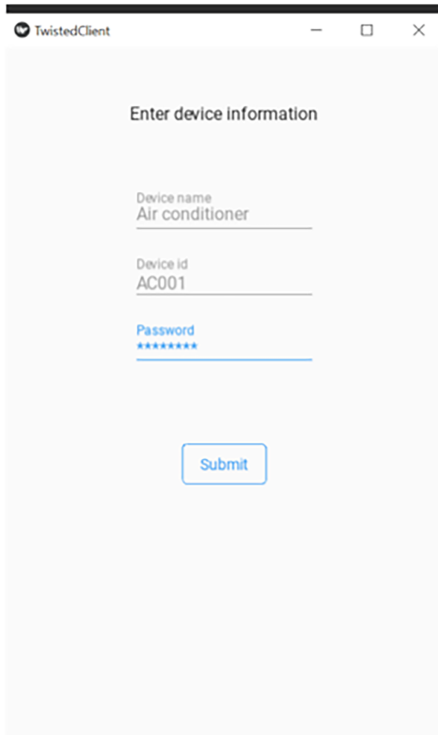 TwistedClient
Enter device information
Device name
Air conditioner
Device id
AC001
Password
********
Submit